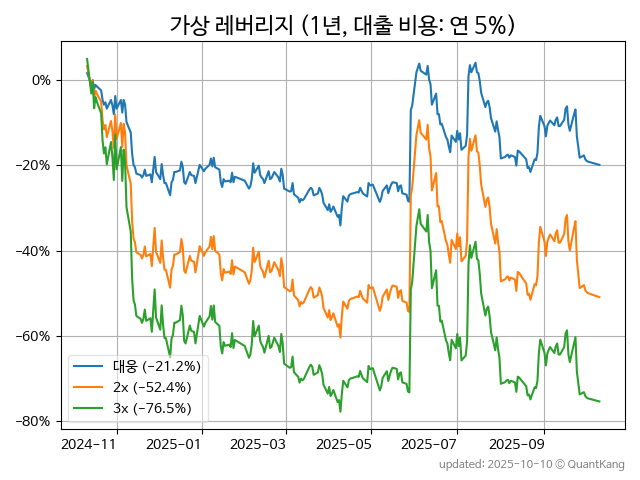 가상 레버리지 (1년, 대출 비용: 연 5%)
0%
−20%
−40%
−60%
−80%
대웅 (−21.2%)
2x (−52.4%)
3x (−76.5%)
2024-11
2025-01
2025-03
2025-05
2025-07
2025-09
updated: 2025-10-10 © QuantKang